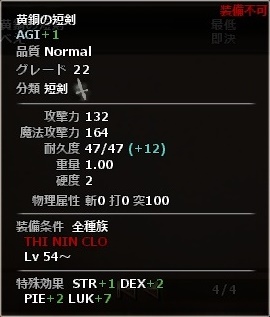 装備不可
黄銅の短剣
AGI+1
品質 Normal
最低
即決
グレード 22
分類 短剣
攻撃力 132
魔法攻撃力 164
耐久度 47/47 (+12)
重量 1.00
硬度 2
物理属性 斬0 打0 突100
装備条件 全種族
THI NIN CLO
Lv 54～
4/4
特殊効果 STR+1 DEX+2
PIE+2 LUK+7